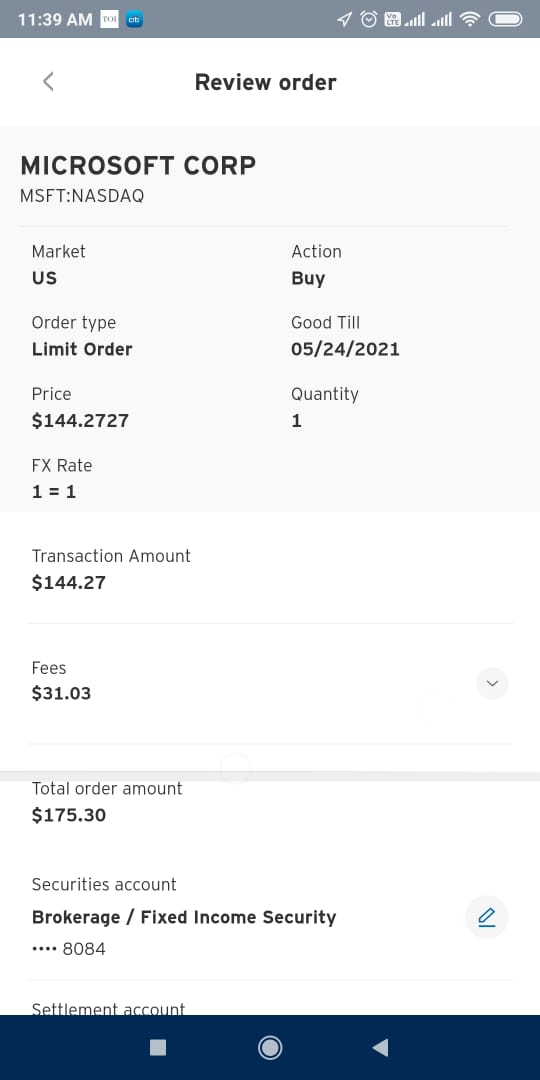 11:39 AM TOI citi Vo LTE
Review order
MICROSOFT CORP
MSFT:NASDAQ
Market
US
Action
Buy
Order type
Limit Order
Good Till
05/24/2021
Price
$144.2727
Quantity
1
FX Rate
1 = 1
Transaction Amount
$144.27
Fees
$31.03
Total order amount
$175.30
Securities account
Brokerage / Fixed Income Security
•••• 8084
Settlement account